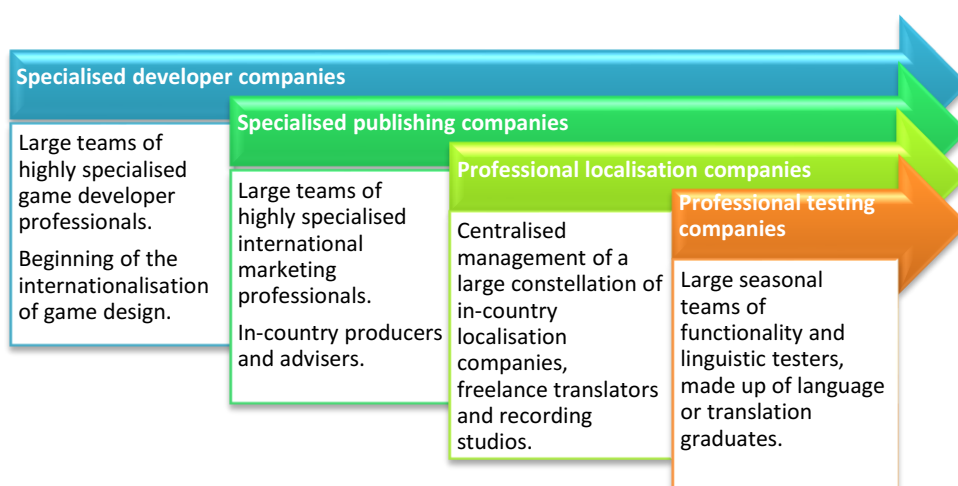 Specialised developer companies
Large teams of
highly specialised
game developer
professionals.
Beginning of the
internationalisation
of game design.
Specialised publishing companies
Large teams of
highly specialised
international
marketing
professionals.
In-country producers
and advisers.
Professional localisation companies
Centralised
management of a
large constellation of
in-country
localisation
companies,
freelance translators
and recording
studios.
Professional testing
companies
Large seasonal
teams of
functionality and
linguistic testers,
made up of language
or translation
graduates.